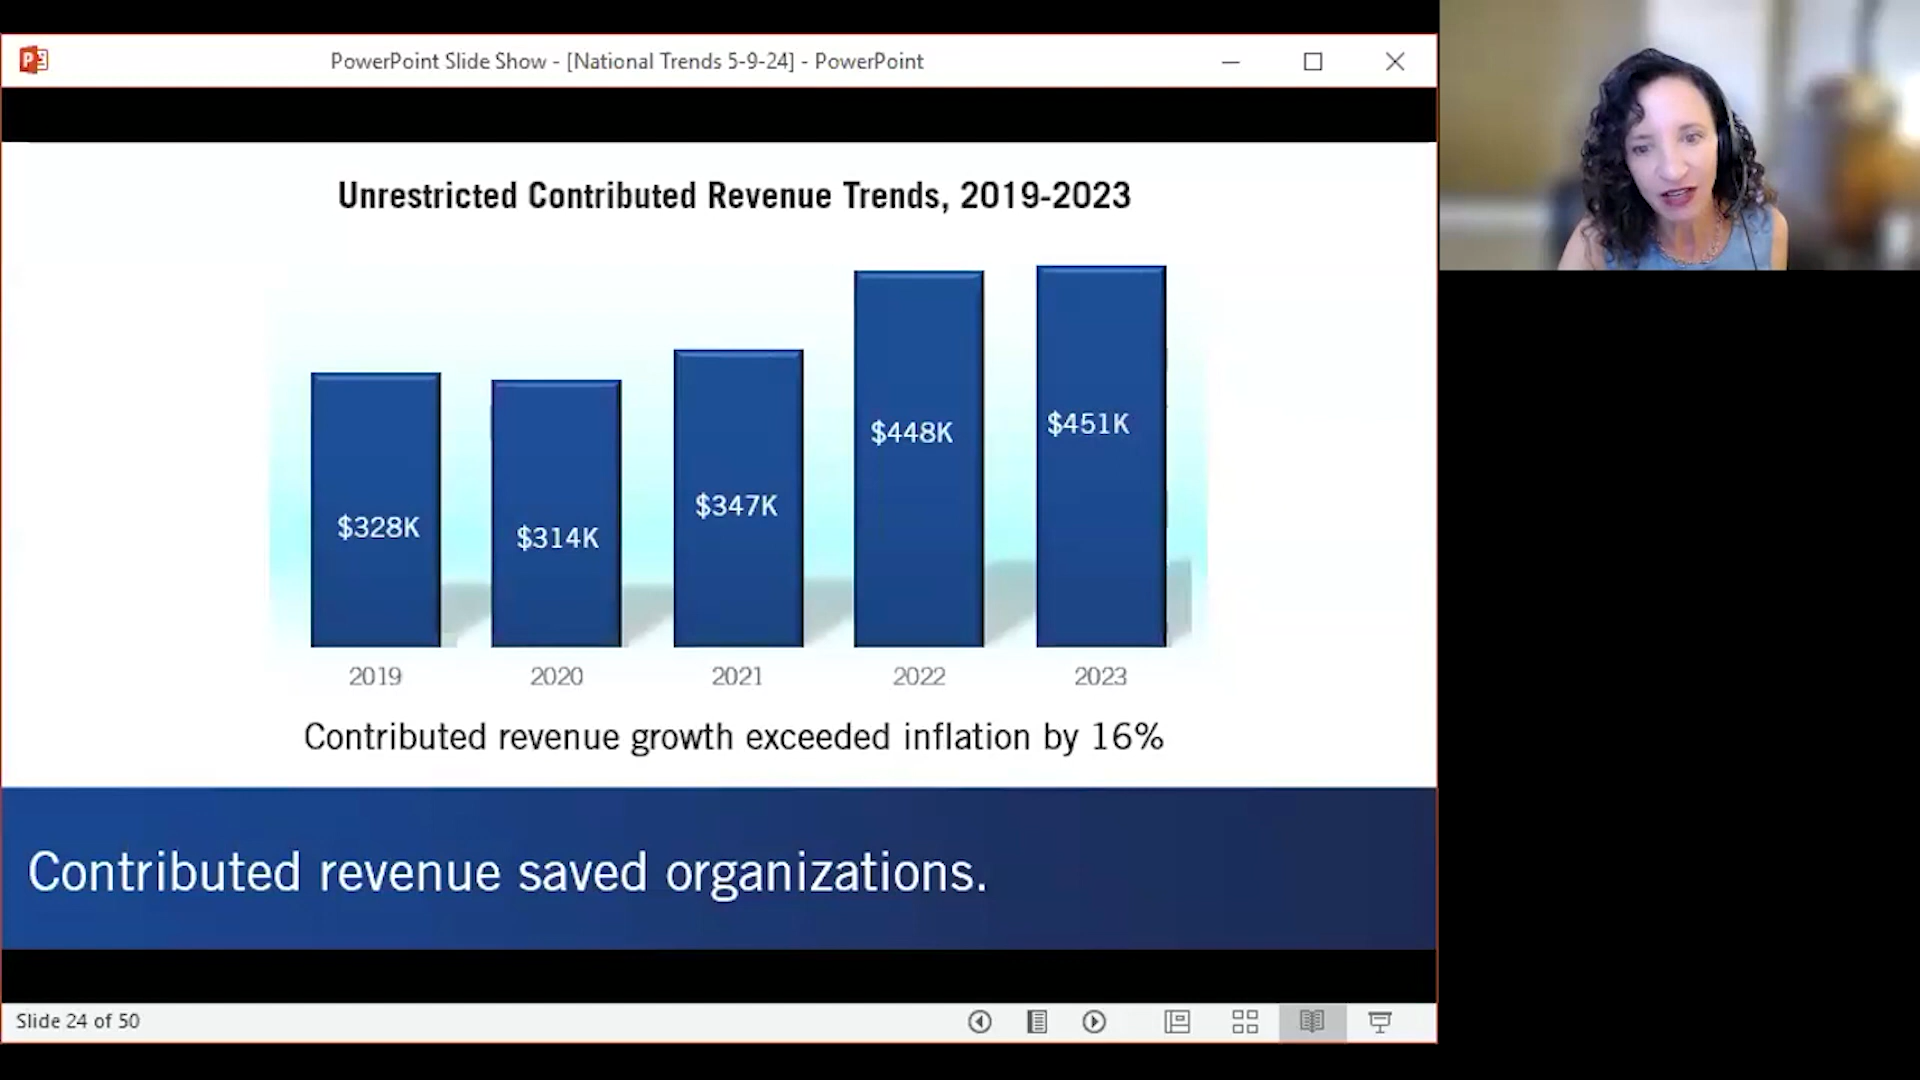 PowerPoint Slide Show - [National Trends 5-9-24] - PowerPoint
Unrestricted Contributed Revenue Trends, 2019-2023
$328K
$314K
$347K
$448K
$451K
2019
2020
2021
2022
2023
Contributed revenue growth exceeded inflation by 16%
Contributed revenue saved organizations.
Slide 24 of 50